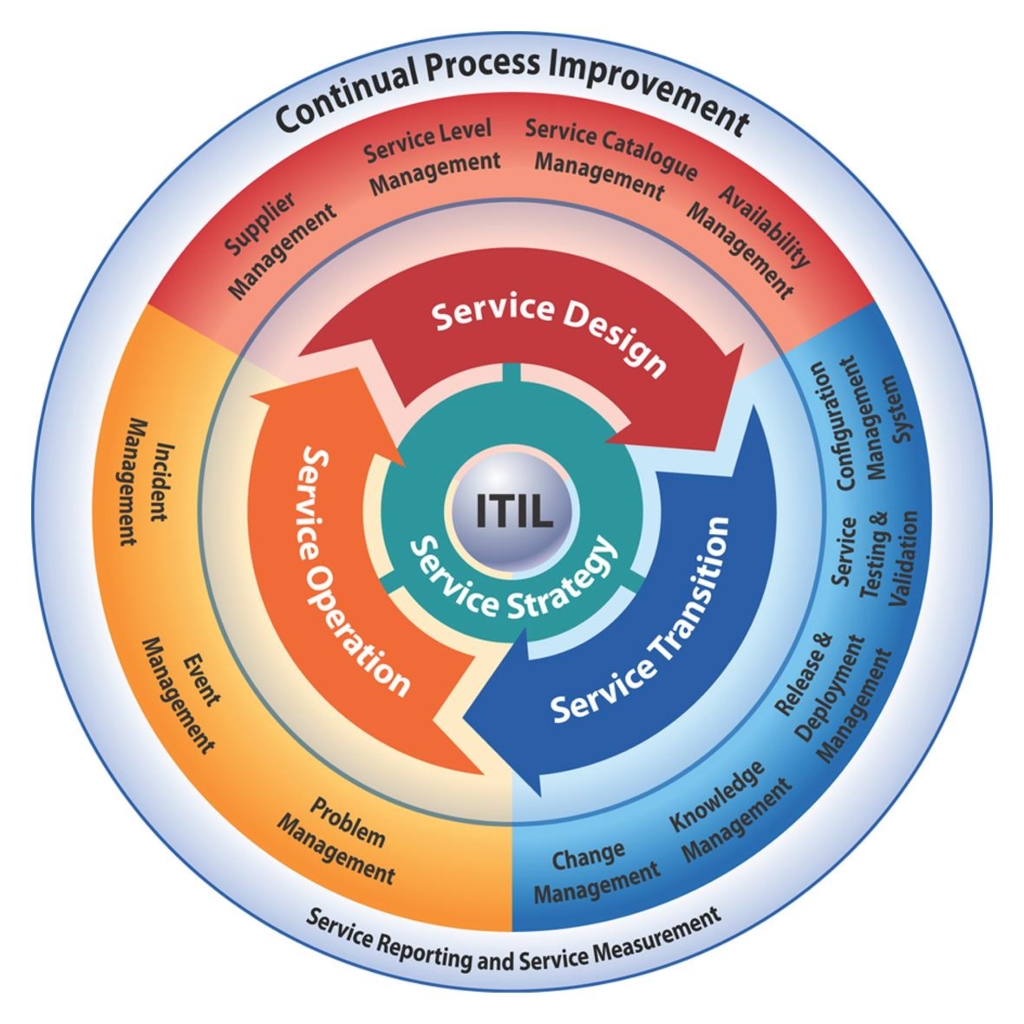 Continual Process Improvement
Supplier
Management
Service Level
Management
Service Catalogue
Management
Availability
Management
Configuration
Management
System
Service
Testing &
Validation
Release &
Deployment
Management
Knowledge
Management
Change
Management
Problem
Management
Event
Management
Incident
Management
Service Design
Service Transition
Service Operation
Service Strategy
ITIL
Service Reporting and Service Measurement